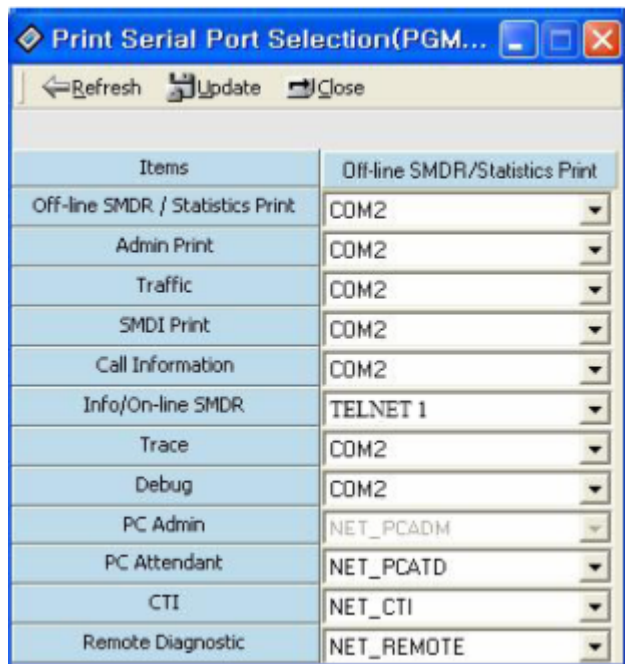 Print Serial Port Selection(PGM...
Refresh Update Close
Items Off-line SMDR/Statistics Print
Off-line SMDR / Statistics Print COM2
Admin Print COM2
Traffic COM2
SMDI Print COM2
Call Information COM2
Info/On-line SMDR TELNET 1
Trace COM2
Debug COM2
PC Admin NET_PCADM
PC Attendant NET_PCATD
CTI NET_CTI
Remote Diagnostic NET_REMOTE